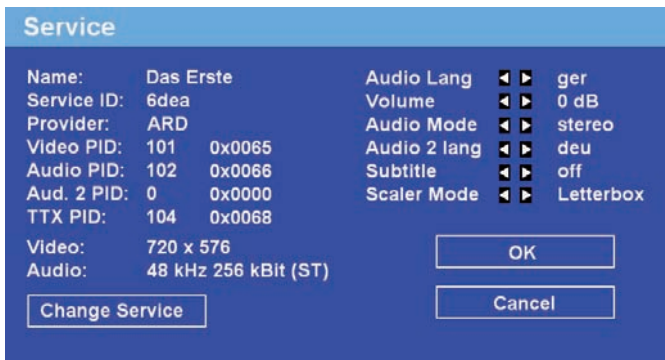 Service
Name: Das Erste
Service ID: 6dea
Provider: ARD
Video PID: 101 0x0065
Audio PID: 102 0x0066
Aud. 2 PID: 0 0x0000
TTX PID: 104 0x0068
Video: 720 x 576
Audio: 48 kHz 256 kBit (ST)
Change Service
Audio Lang ger
Volume 0 dB
Audio Mode stereo
Audio 2 lang deu
Subtitle off
Scaler Mode Letterbox
OK
Cancel